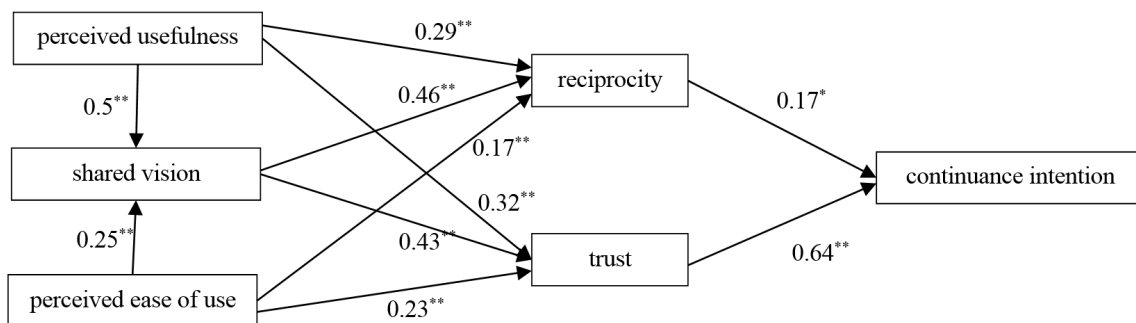 perceived usefulness
0.29**
reciprocity
0.5**
0.46**
0.17*
shared vision
0.17**
continuance intention
0.32**
0.25**
0.43**
trust
0.64**
perceived ease of use
0.23**